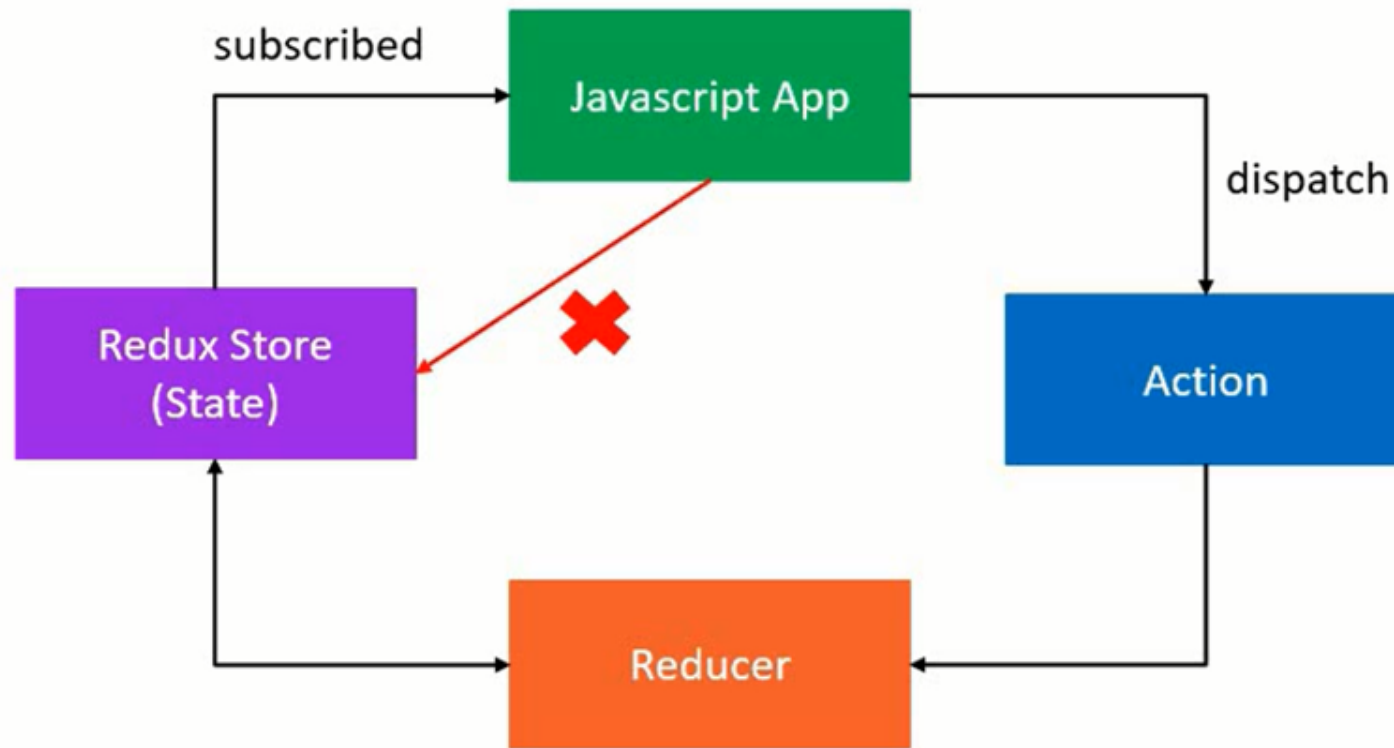 subscribed
Javascript App
dispatch
Redux Store
(State)
Action
Reducer